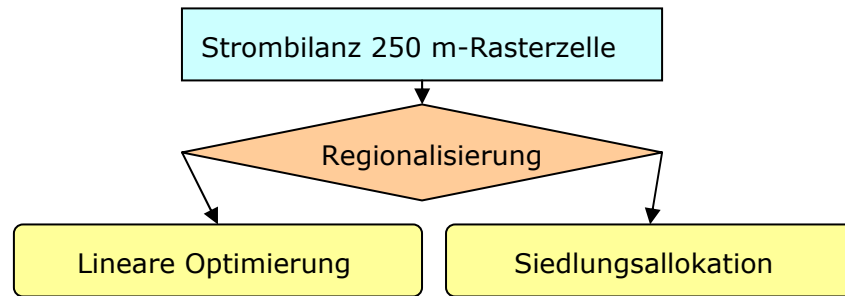 Strombilanz 250 m-Rasterzelle
Regionalisierung
Lineare Optimierung
Siedlungsallokation